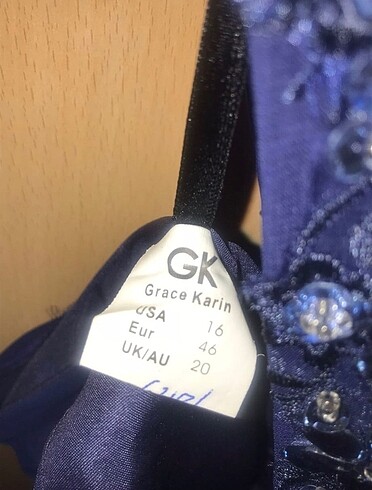 GK
Grace Karin
USA 16
Eur 46
UK/AU 20